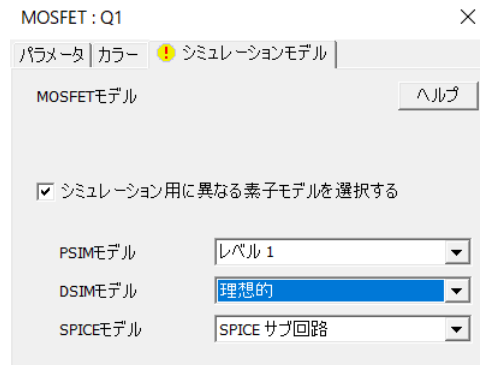 MOSFET : Q1
パラメータ カラー シミュレーションモデル
MOSFETモデル ヘルプ
シミュレーション用に異なる素子モデルを選択する
PSIMモデル レベル 1
DSIMモデル 理想的
SPICEモデル SPICE サブ回路